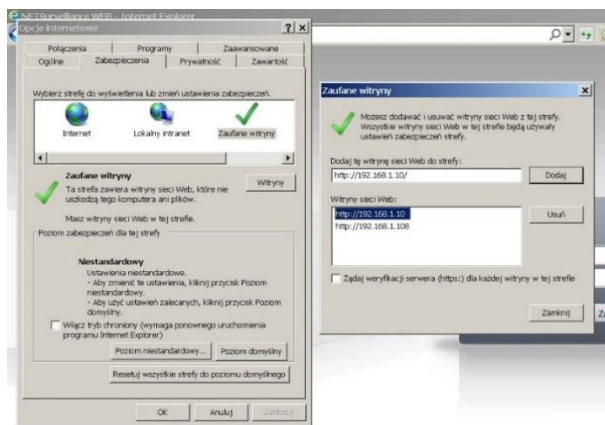 NETSurveillance WEB - Internet Explorer
Opcje internetowe
Połączenia
Programy
Zaawansowane
Ogólne
Zabezpieczenia
Prywatność
Zawartość
Wybierz strefę do wyświetlenia lub zmień ustawienia zabezpieczeń.
Internet
Lokalny intranet
Zaufane witryny
Zaufane witryny
Ta strefa zawiera witryny sieci Web, które nie
uszkodzą tego komputera ani plików.
Masz witryny sieci Web w tej strefie.
Witryny
Poziom zabezpieczeń dla tej strefy
Niestandardowy
Ustawienia niestandardowe.
- Aby zmienić te ustawienia, kliknij przycisk Poziom
niestandardowy.
- Aby użyć ustawień zalecanych, kliknij przycisk Poziom
domyślny.
Włącz tryb chroniony (wymaga ponownego uruchomienia
programu Internet Explorer)
Poziom niestandardowy...
Poziom domyślny
Resetuj wszystkie strefy do poziomu domyślnego
OK
Anuluj
Zastosuj
Zaufane witryny
Możesz dodawać i usuwać witryny sieci Web z tej strefy.
Wszystkie witryny sieci Web w tej strefie będą używały
ustawień zabezpieczeń strefy.
Dodaj tę witrynę sieci Web do strefy:
http://192.168.1.10/
Dodaj
Witryny sieci Web:
http://192.168.1.10
http://192.168.1.108
Usuń
Żądaj weryfikacji serwera (https:) dla każdej witryny w tej strefie
Zamknij